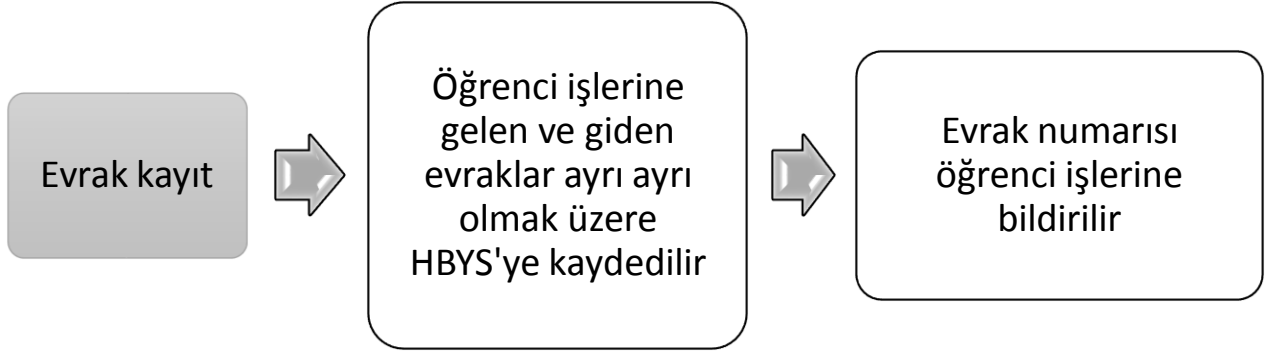 Evrak kayıt
Öğrenci işlerine
gelen ve giden
evraklar ayrı ayrı
olmak üzere
HBYS'ye kaydedilir
Evrak numarısı
öğrenci işlerine
bildirilir